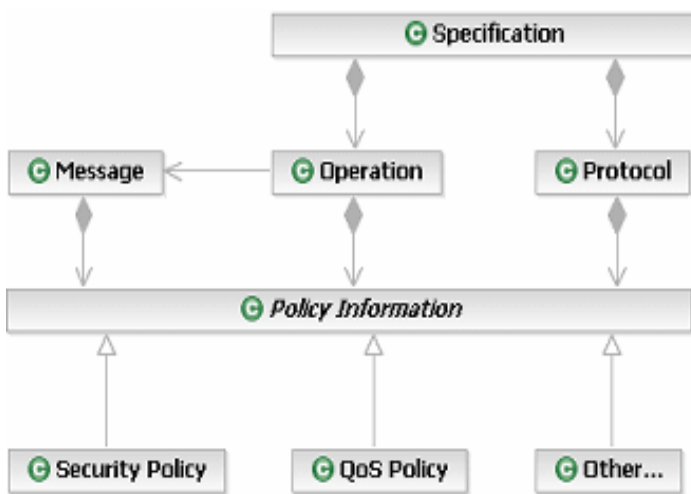 C Specification
C Message
C Operation
C Protocol
C Policy Information
C Security Policy
C QoS Policy
C Other...